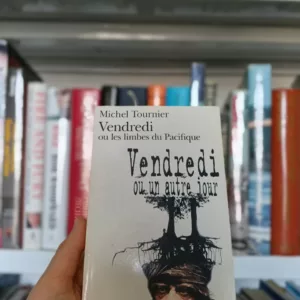 Michel Tournier
Vendredi
ou les limbes du Pacifique
Vendredi
ou un autre jour